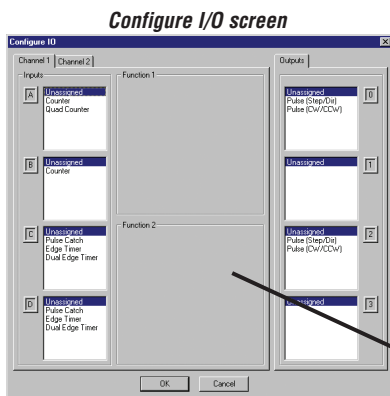 Configure I/O screen
Configure IO
Channel 1 Channel 2
Inputs
A
Unassigned
Counter
Quad Counter
B
Unassigned
Counter
C
Unassigned
Pulse Catch
Edge Timer
Dual Edge Timer
D
Unassigned
Pulse Catch
Edge Timer
Dual Edge Timer
Function 1
Function 2
Outputs
Unassigned
Pulse (Step/Dir)
Pulse (CW/CCW)
0
Unassigned
1
Unassigned
Pulse (Step/Dir)
Pulse (CW/CCW)
2
Unassigned
3
OK Cancel